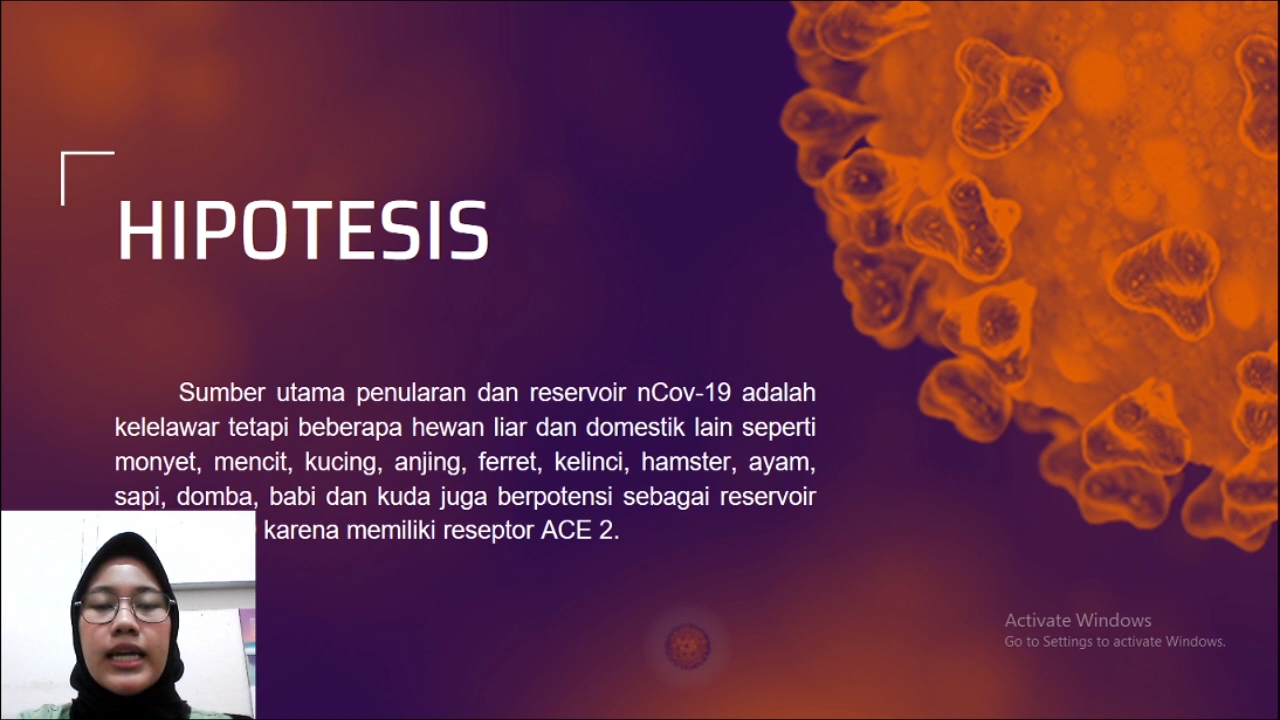 HIPOTESIS
Sumber utama penularan dan reservoir nCov-19 adalah
kelelawar tetapi beberapa hewan liar dan domestik lain seperti
monyet, mencit, kucing, anjing, ferret, kelinci, hamster, ayam,
sapi, domba, babi dan kuda juga berpotensi sebagai reservoir
karena memiliki reseptor ACE 2.
Activate Windows
Go to Settings to activate Windows.